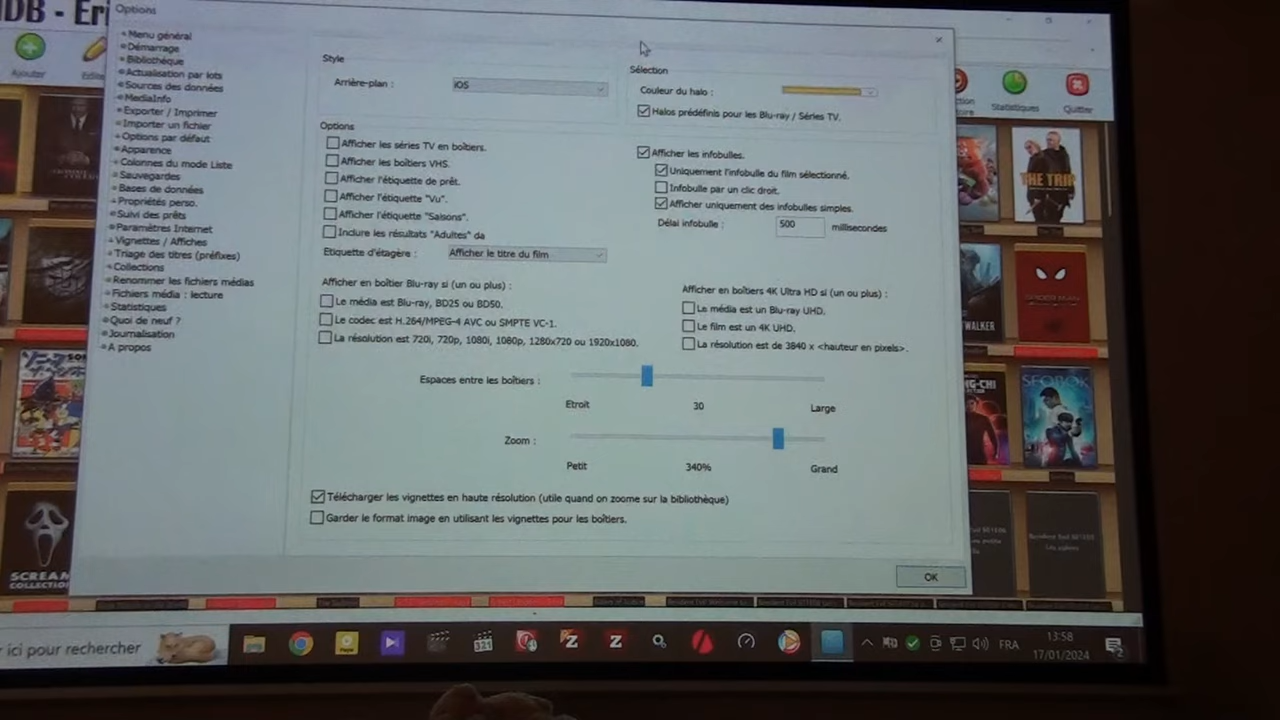 Options
Ajouter
Menu général
Démarrage
Bibliothèque
Actualisation par lots
Sources des données
MediaInfo
Exporter / Imprimer
Importer un fichier
Options par défaut
Apparence
Colonnes du mode Liste
Sauvegardes
Bases de données
Propriétés perso.
Suivi des prêts
Paramètres Internet
Vignettes / Affiches
Triage des titres (préfixes)
Collections
Renommer les fichiers médias
Fichiers média : lecture
Statistiques
Quoi de neuf ?
Journalisation
A propos
Style
Arrière-plan : iOS
Sélection
Couleur du halo :
Halos prédéfinis pour les Blu-ray / Séries TV.
Options
Afficher les séries TV en boîtiers.
Afficher les boîtiers VHS.
Afficher l'étiquette de prêt.
Afficher l'étiquette "Vu".
Afficher l'étiquette "Saisons".
Inclure les résultats "Adultes" da
Etiquette d'étagère : Afficher le titre du film
Afficher les infobulles.
Uniquement l'infobulle du film sélectionné.
Infobulle par un clic droit.
Afficher uniquement des infobulles simples.
Délai infobulle : 500 millisecondes
Afficher en boîtier Blu-ray si (un ou plus) :
Le média est Blu-ray, BD25 ou BD50.
Le codec est H.264/MPEG-4 AVC ou SMPTE VC-1.
La résolution est 720i, 720p, 1080i, 1080p, 1280x720 ou 1920x1080.
Afficher en boîtiers 4K Ultra HD si (un ou plus) :
Le média est un Blu-ray UHD.
Le film est un 4K UHD.
La résolution est de 3840 x <hauteur en pixels>.
Espaces entre les boîtiers :
Etroit 30 Large
Zoom :
Petit 340% Grand
Télécharger les vignettes en haute résolution (utile quand on zoome sur la bibliothèque)
Garder le format image en utilisant les vignettes pour les boîtiers.
OK
Statistiques
Quitter
THE TRIP
WALKER
NG-CHI
SEOBOK
SCREAM
COLLECTION
ici pour rechercher
321
FRA
13:58
17/01/2024
2